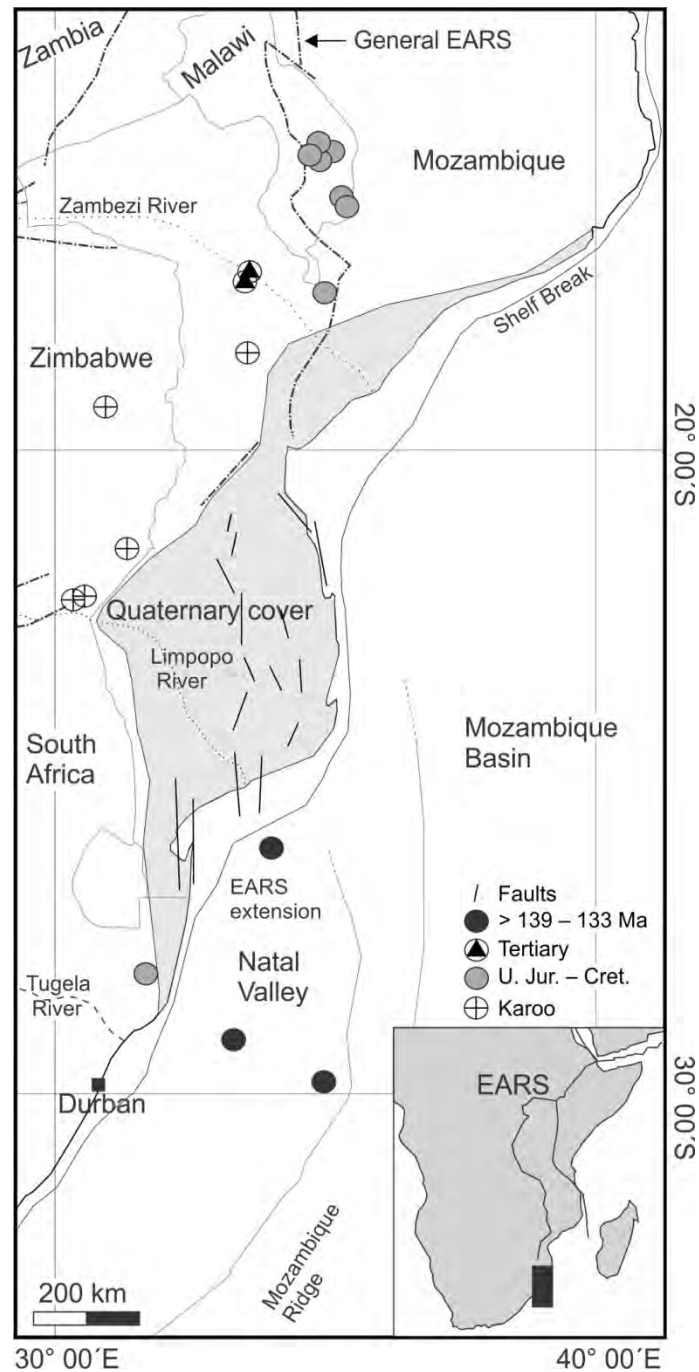 Zambia
Malawi
General EARS
Mozambique
Zambezi River
Shelf Break
Zimbabwe
20° 00´S
Quaternary cover
Limpopo
River
South
Africa
Mozambique
Basin
EARS
extension
Natal
Valley
Faults
> 139 – 133 Ma
Tertiary
U. Jur. – Cret.
Karoo
Tugela
River
Durban
EARS
30° 00´S
Mozambique
Ridge
200 km
30° 00´E
40° 00´E